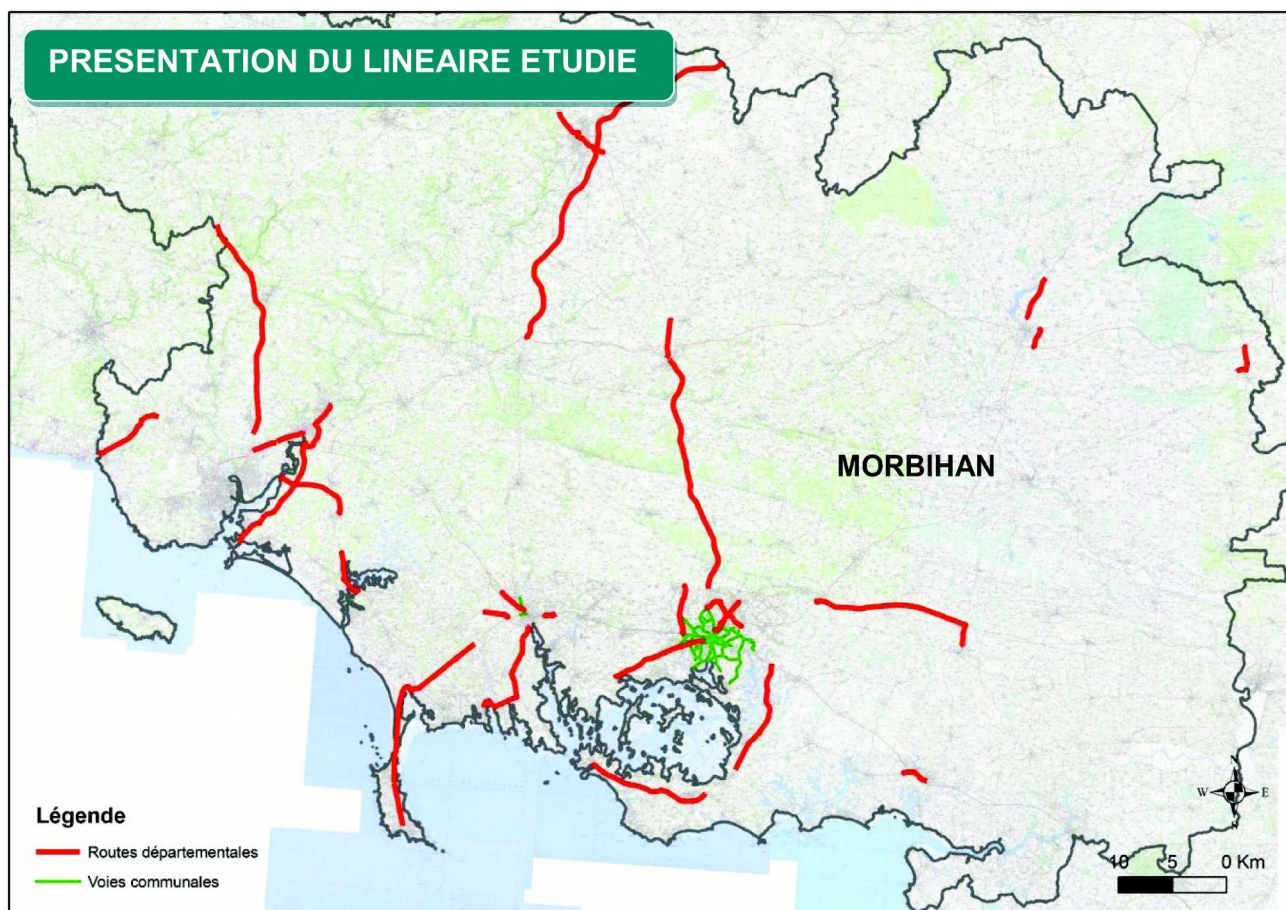 PRESENTATION DU LINEAIRE ETUDIE
MORBIHAN
Légende
Routes départementales
Voies communales
N
W E
S
10 5 0 Km